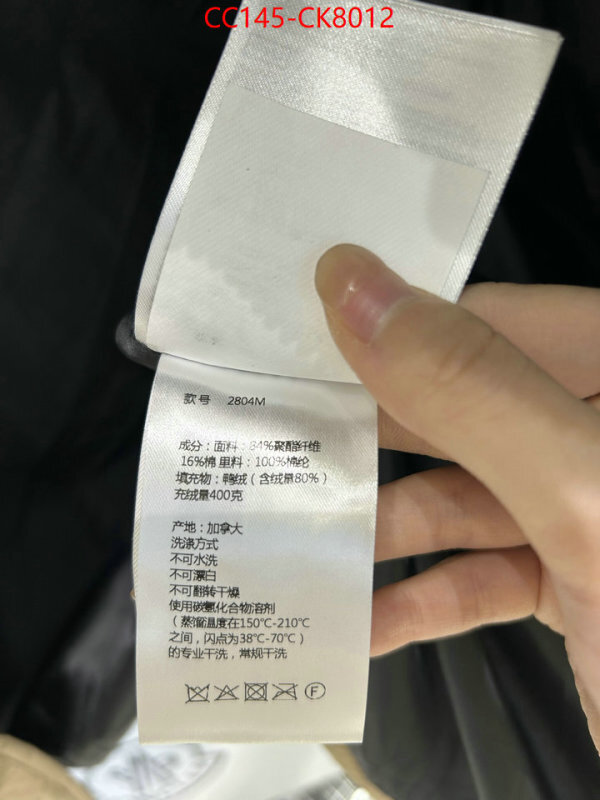 CC145-CK8012
款号 2804M
成分：面料：84%聚酯纤维
16%棉 里料：100%棉纶
填充物：鸭绒（含绒量80%）
充绒量400克
产地：加拿大
洗涤方式
不可水洗
不可漂白
不可翻转干燥
使用碳氢化合物溶剂
（蒸馏温度在150℃-210℃
之间，闪点为38℃-70℃）
的专业干洗，常规干洗
F